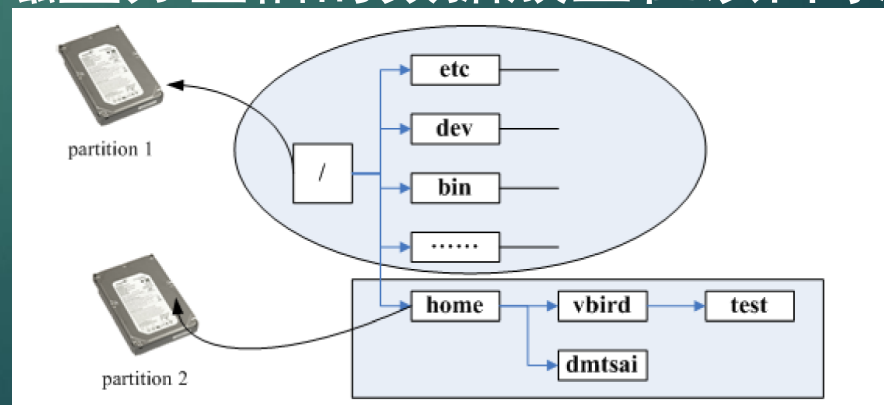 etc
dev
partition 1
/
bin
......
home
vbird
test
dmtsai
partition 2